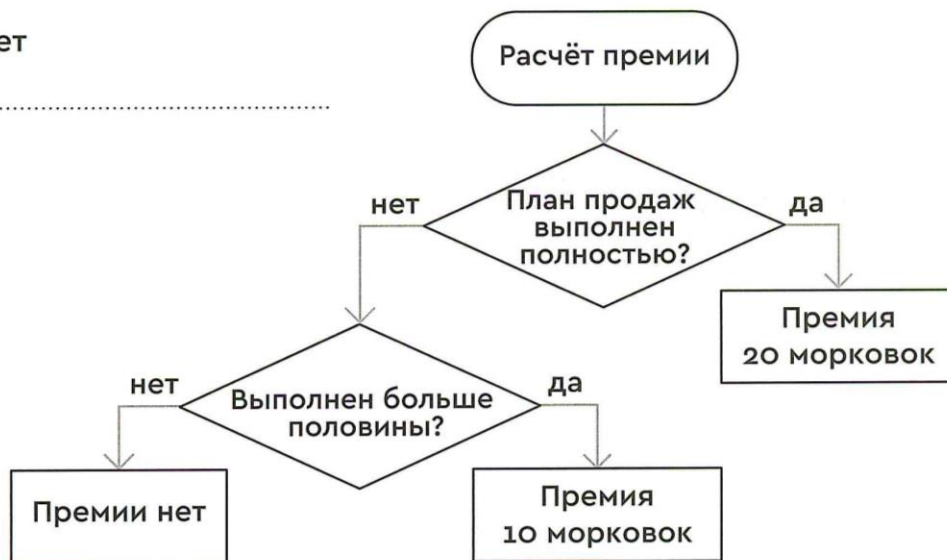 ет
Расчёт премии
План продаж
выполнен
полностью?
нет
да
Премия
20 морковок
Выполнен больше
половины?
нет
да
Премии нет
Премия
10 морковок